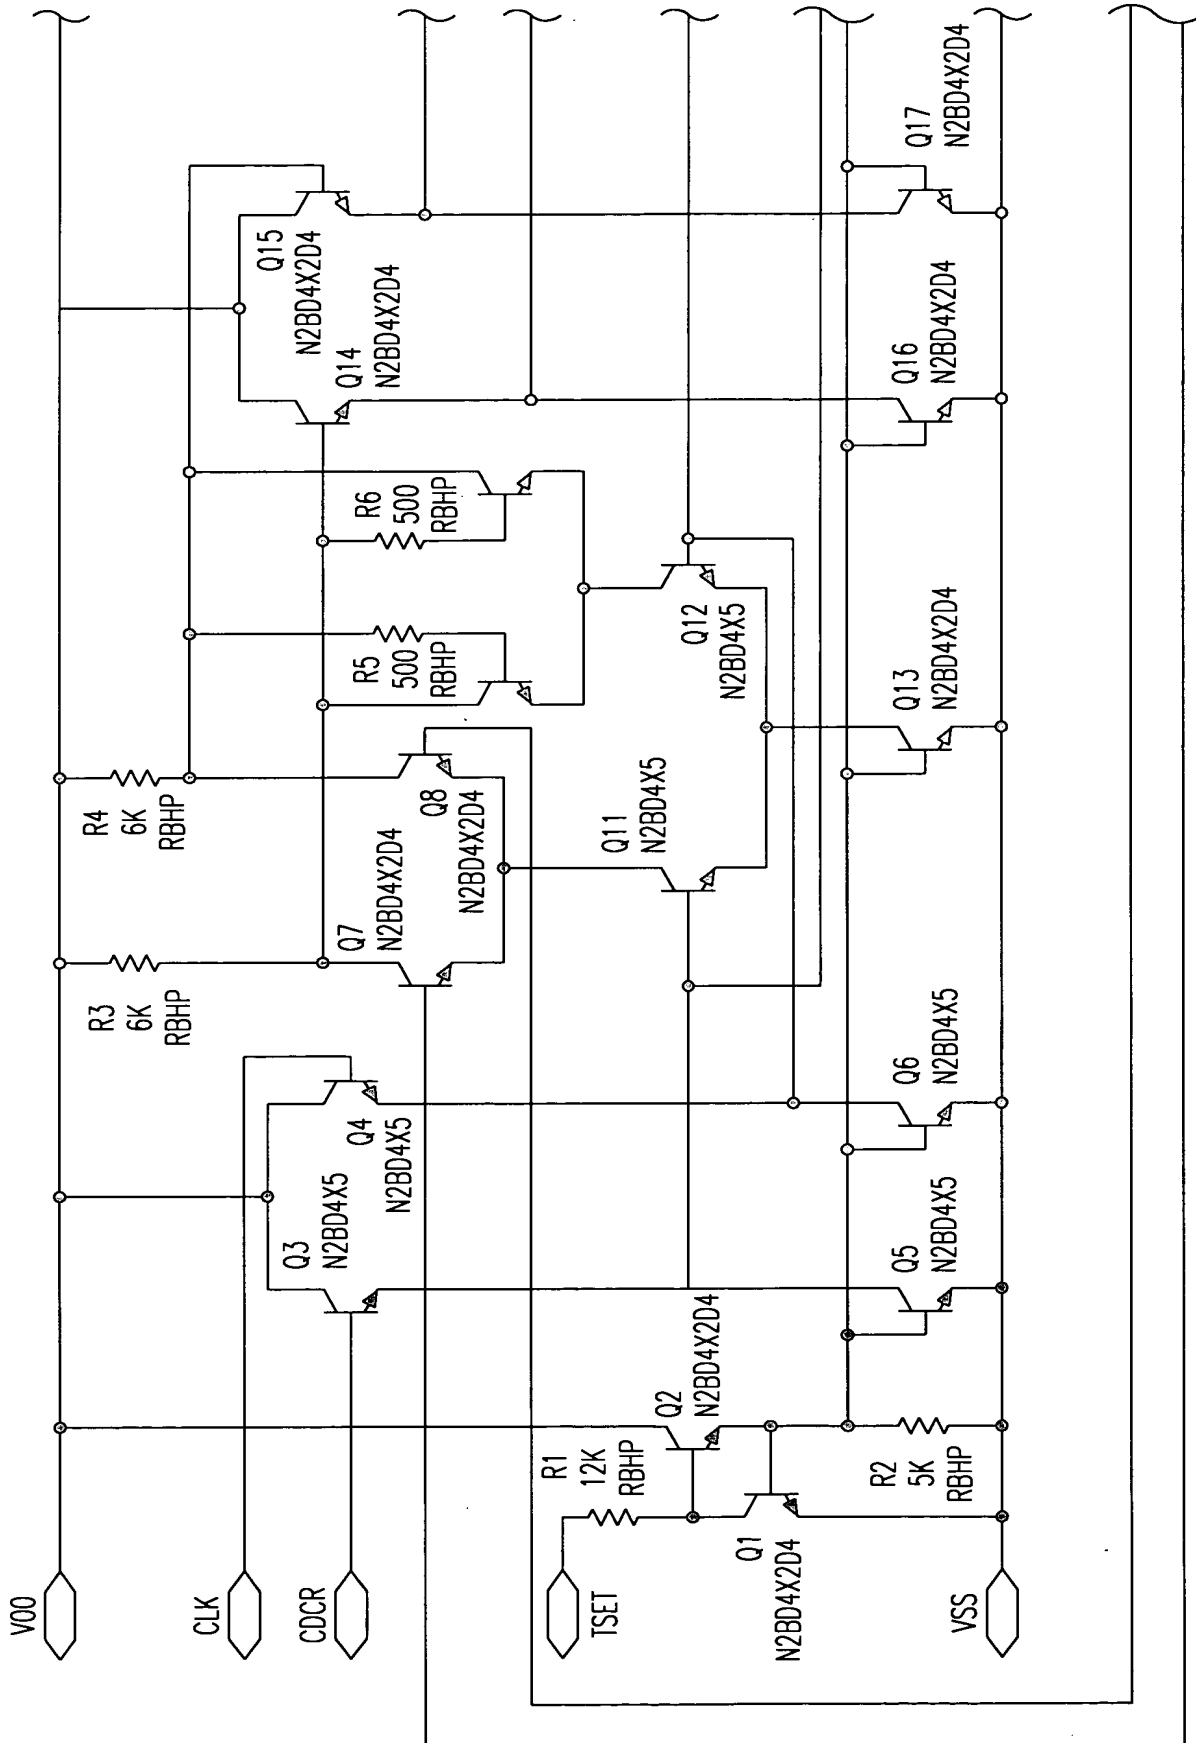 VOO
CLK
CDCR
TSET
VSS
R1
12K
RBHP
Q1
N2BD4X2D4
Q2
N2BD4X2D4
R2
5K
RBHP
Q3
N2BD4X5
Q4
N2BD4X5
Q5
N2BD4X5
Q6
N2BD4X5
R3
6K
RBHP
R4
6K
RBHP
Q7
N2BD4X2D4
Q8
N2BD4X2D4
R5
500
RBHP
R6
500
RBHP
Q11
N2BD4X5
Q12
N2BD4X5
Q13
N2BD4X2D4
Q14
N2BD4X2D4
Q15
N2BD4X2D4
Q16
N2BD4X2D4
Q17
N2BD4X2D4